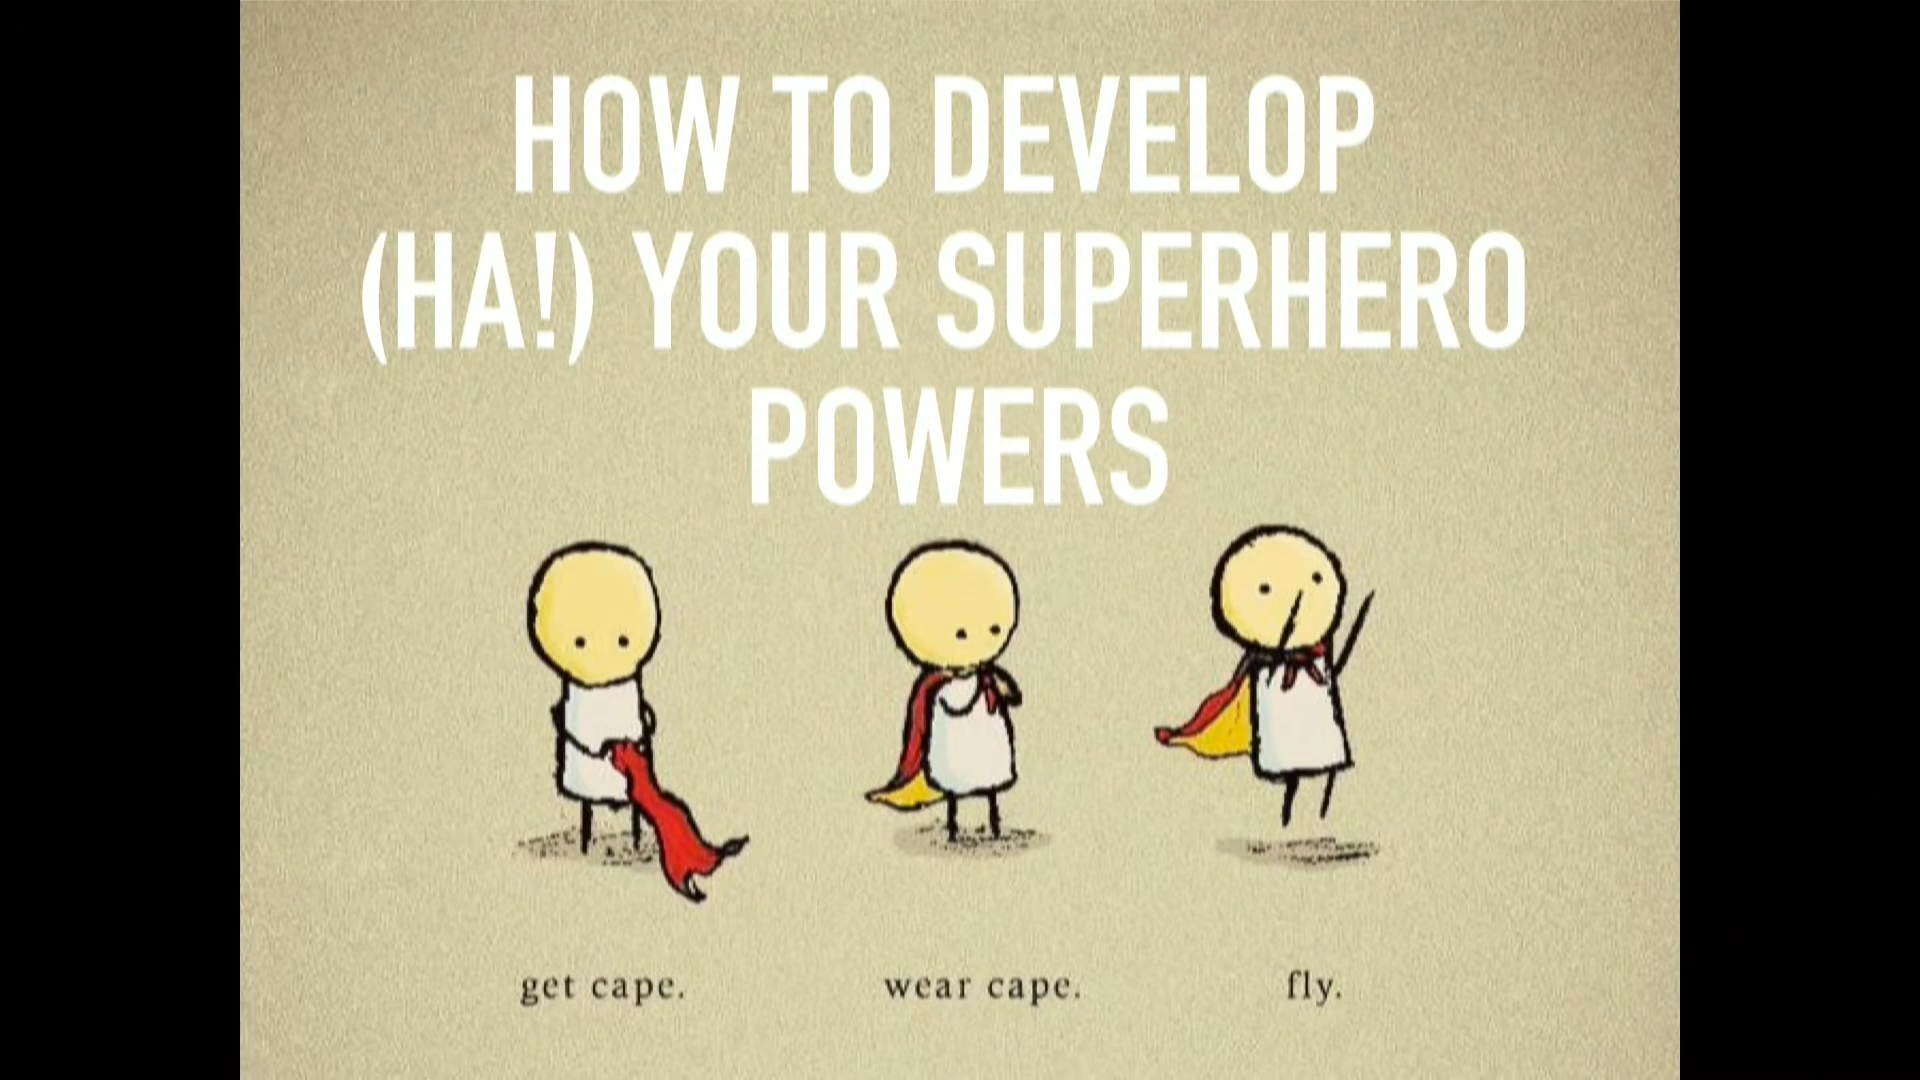 HOW TO DEVELOP
(HA!) YOUR SUPERHERO
POWERS
get cape.
wear cape.
fly.